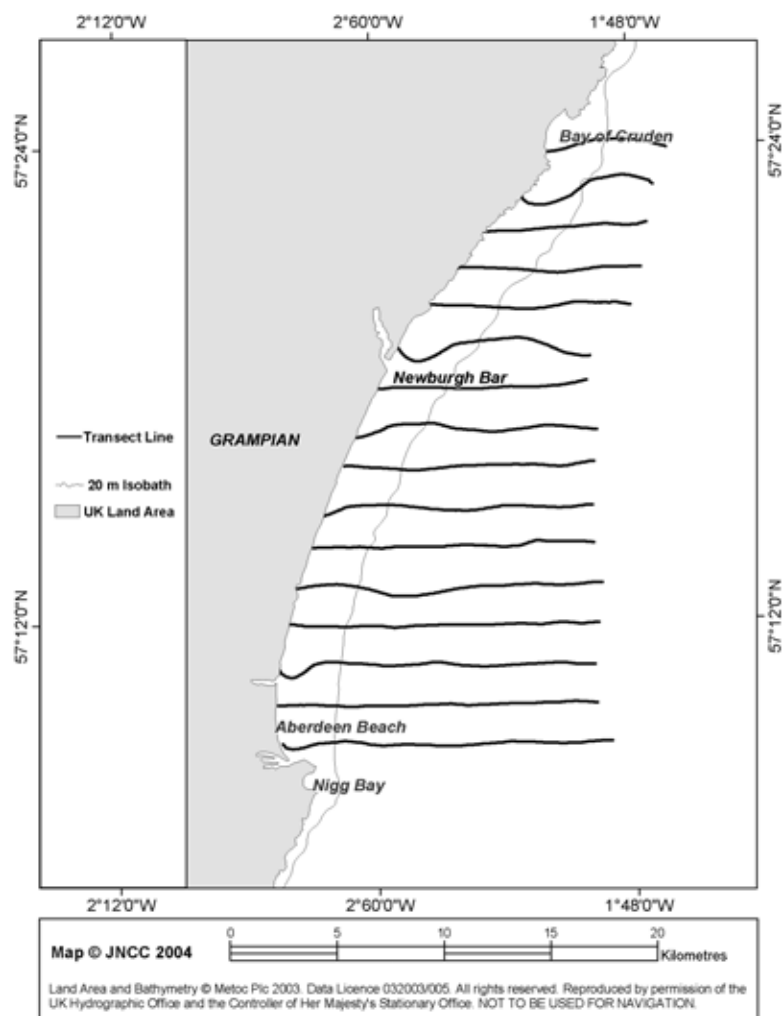 2°12'0"W 2°60'0"W 1°48'0"W
57°24'0"N
57°24'0"N
Bay of Cruden
Newburgh Bar
Transect Line
GRAMPIAN
20 m Isobath
UK Land Area
57°12'0"N
57°12'0"N
Aberdeen Beach
Nigg Bay
2°12'0"W 2°60'0"W 1°48'0"W
Map © JNCC 2004
0 5 10 15 20
Kilometres
Land Area and Bathymetry © Metoc Plc 2003. Data Licence 032003/005. All rights reserved. Reproduced by permission of the
UK Hydrographic Office and the Controller of Her Majesty's Stationary Office. NOT TO BE USED FOR NAVIGATION.